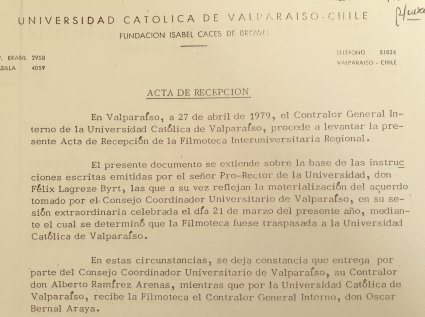 UNIVERSIDAD CATOLICA DE VALPARAISO-CHILE
FUNDACION ISABEL CACES DE BROWN
V. BRASIL 2950
ASILLA 4059
TELEFONO 51024
VALPARAISO - CHILE
ACTA DE RECEPCION
En Valparaíso, a 27 de abril de 1979, el Contralor General In-
terno de la Universidad Católica de Valparaíso, procede a levantar la pre-
sente Acta de Recepción de la Filmoteca Interuniversitaria Regional.
El presente documento se extiende sobre la base de las instruc
ciones escritas emitidas por el señor Pro-Rector de la Universidad, don
Félix Lagreze Byrt, las que a su vez reflejan la materialización del acuerdo
tomado por el Consejo Coordinador Universitario de Valparaíso, en su se-
sión extraordinaria celebrada el día 21 de marzo del presente año, median-
te el cual se determinó que la Filmoteca fuese traspasada a la Universidad
Católica de Valparaíso.
En estas circunstancias, se deja constancia que entrega por
parte del Consejo Coordinador Universitario de Valparaíso, su Contralor
don Alberto Ramírez Arenas, mientras que por la Universidad Católica de
Valparaíso, recibe la Filmoteca el Contralor General Interno, don Oscar
Bernal Araya.